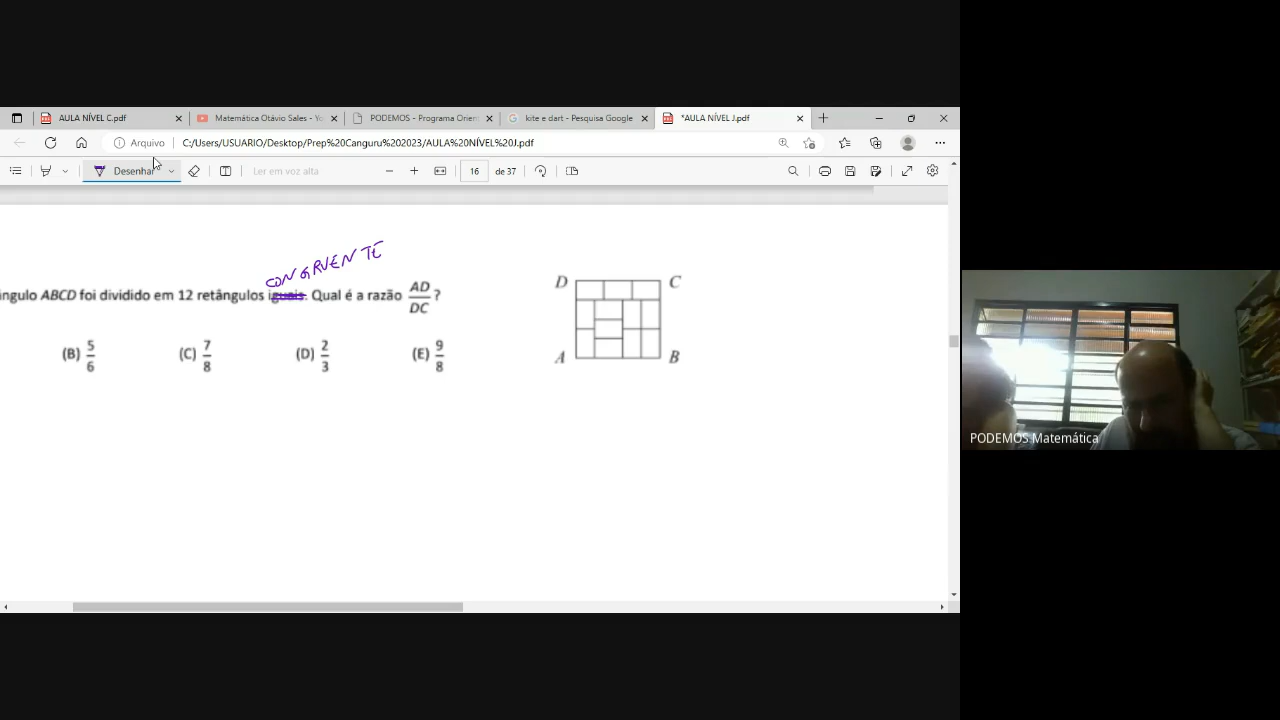 AULA NÍVEL C.pdf
Matemática Otávio Sales - Yo
PODEMOS - Programa Orien
kite e dart - Pesquisa Google
*AULA NÍVEL J.pdf
Arquivo
C:/Users/USUARIO/Desktop/Prep%20Canguru%202023/AULA%20NÍVEL%20J.pdf
Desenhar
Ler em voz alta
16
de 37
CONGRUENTE
ângulo ABCD foi dividido em 12 retângulos iguais. Qual é a razão AD/DC?
(B) 5/6 (C) 7/8 (D) 2/3 (E) 9/8
D C
A B
PODEMOS Matemática